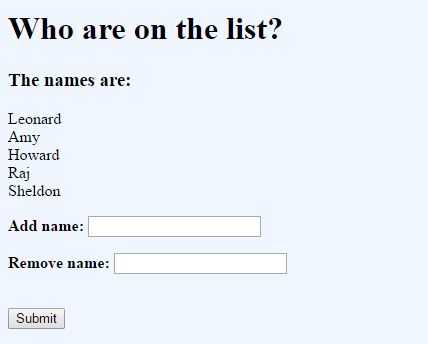 Who are on the list?
The names are:
Leonard
Amy
Howard
Raj
Sheldon
Add name:
Remove name:
Submit